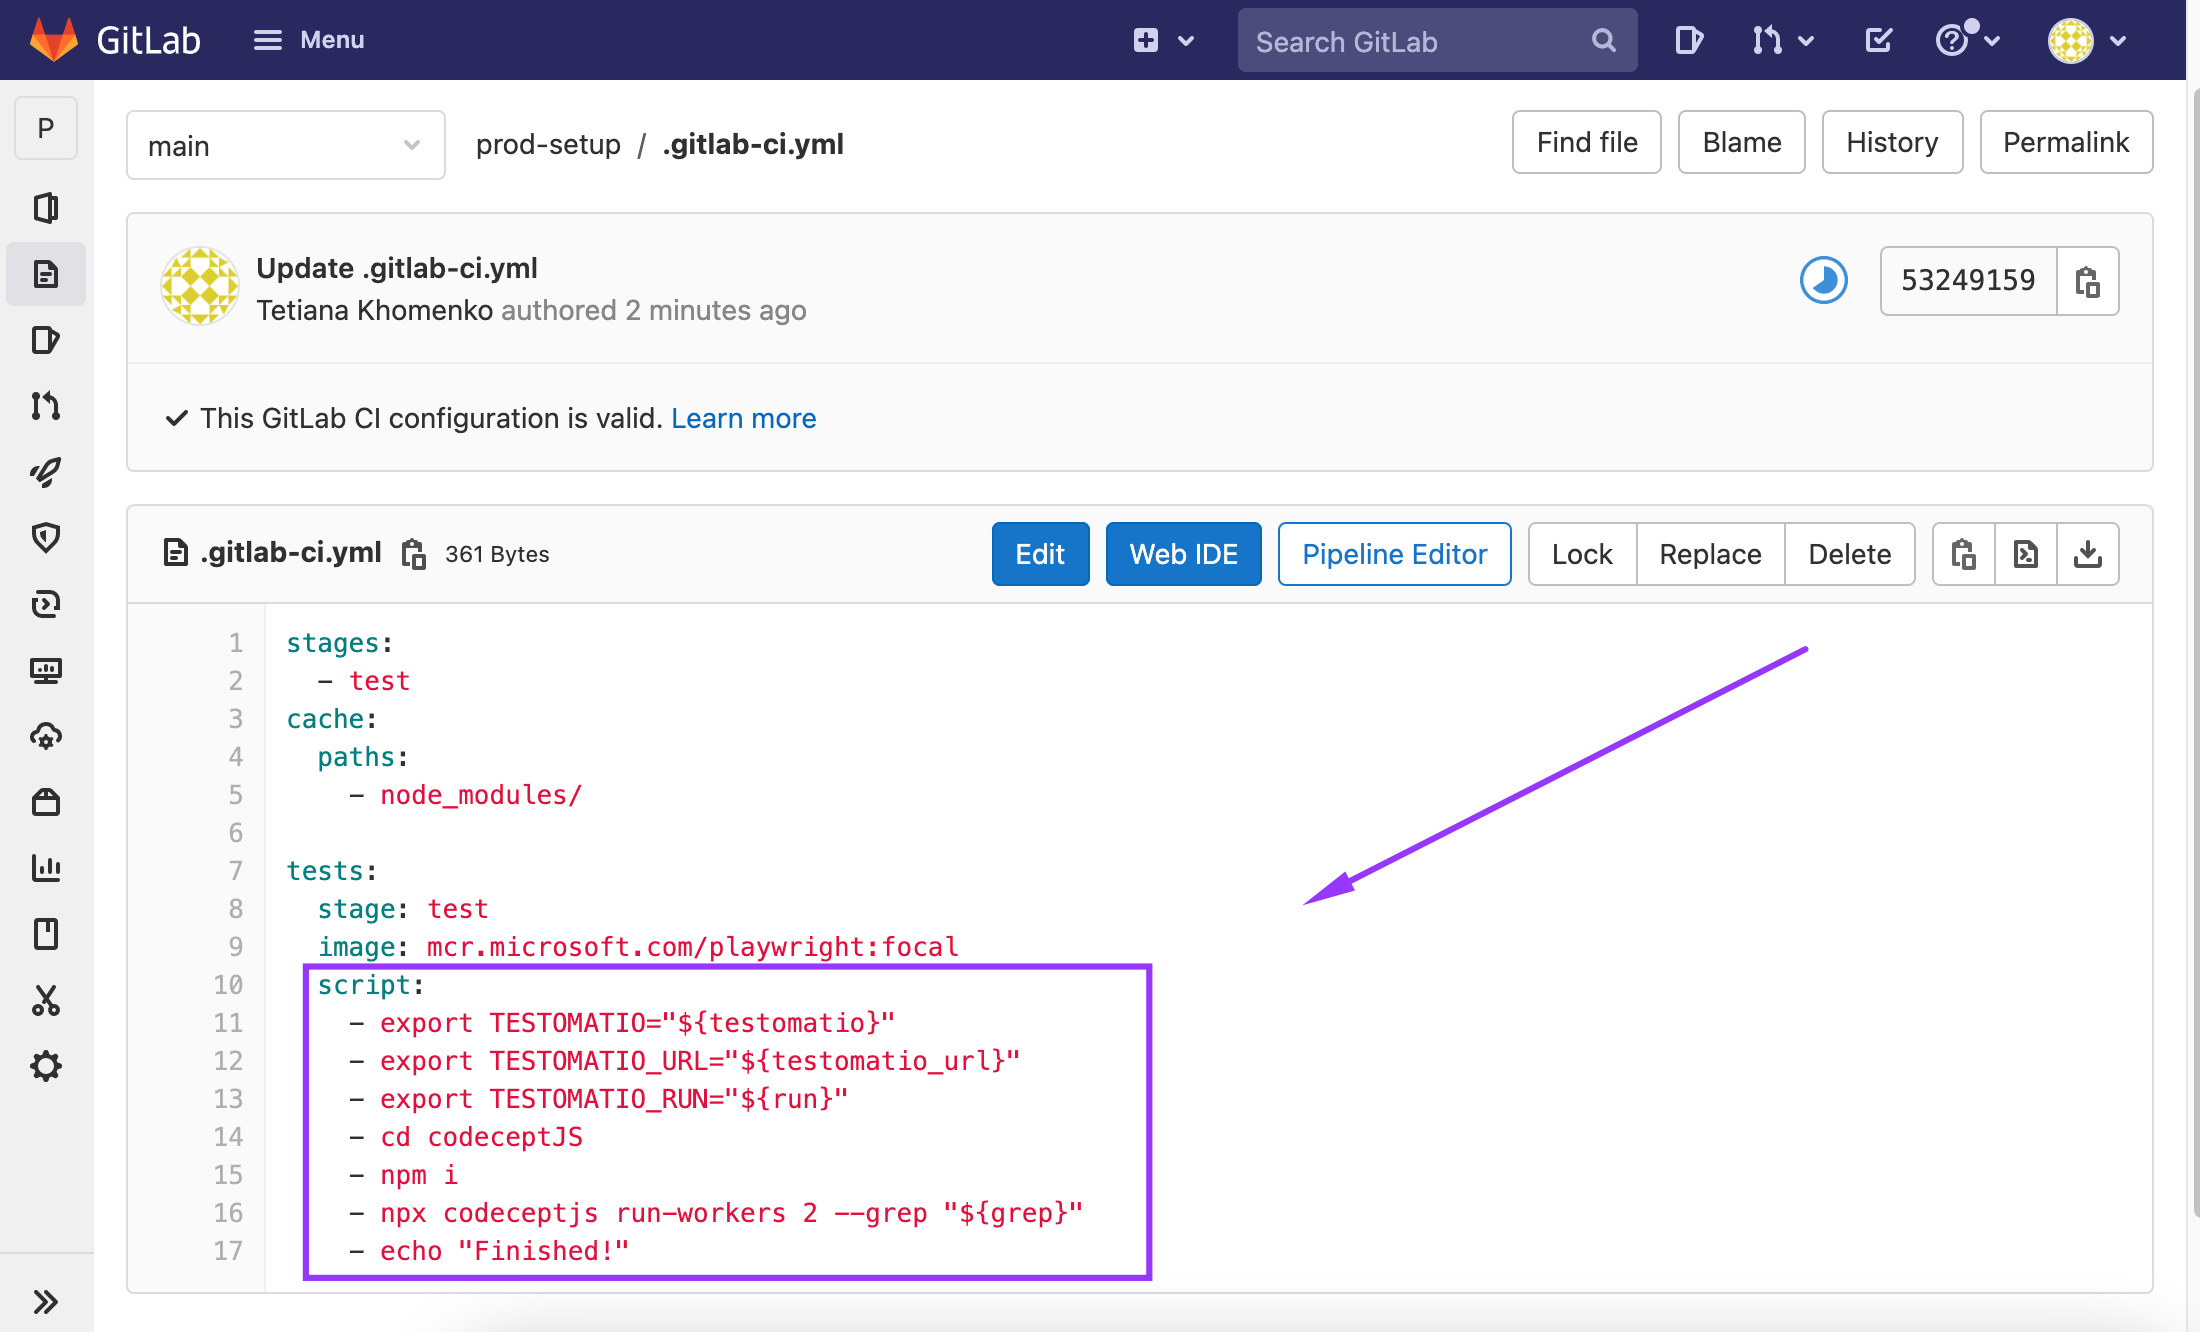 GitLab Menu Search GitLab
P main prod-setup / .gitlab-ci.yml Find file Blame History Permalink
Update .gitlab-ci.yml
Tetiana Khomenko authored 2 minutes ago
53249159
This GitLab CI configuration is valid. Learn more
.gitlab-ci.yml 361 Bytes Edit Web IDE Pipeline Editor Lock Replace Delete
1 stages:
2   - test
3 cache:
4   paths:
5     - node_modules/
6
7 tests:
8   stage: test
9   image: mcr.microsoft.com/playwright:focal
10   script:
11     - export TESTOMATIO="${testomatio}"
12     - export TESTOMATIO_URL="${testomatio_url}"
13     - export TESTOMATIO_RUN="${run}"
14     - cd codeceptJS
15     - npm i
16     - npx codeceptjs run-workers 2 --grep "${grep}"
17     - echo "Finished!"